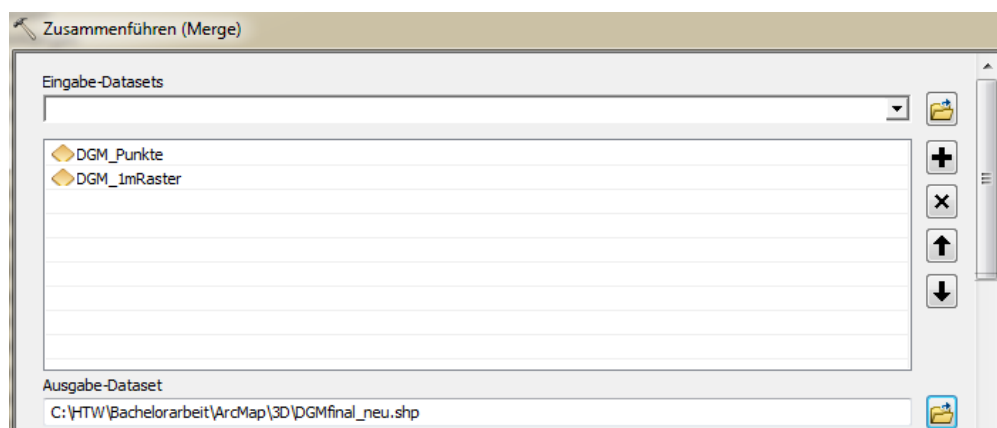 Zusammenführen (Merge)
Eingabe-Datasets
DGM_Punkte
DGM_1mRaster
Ausgabe-Dataset
C:\HTW\Bachelorarbeit\ArcMap\3D\DGMfinal_neu.shp